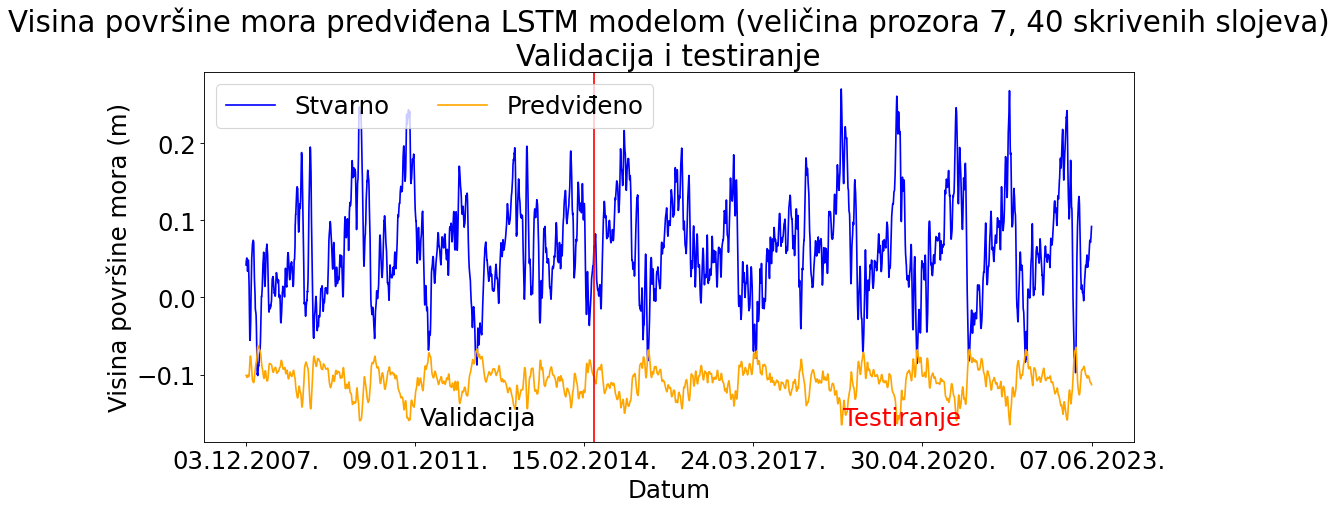 Visina površine mora predviđena LSTM modelom (veličina prozora 7, 40 skrivenih slojeva)
Validacija i testiranje
Stvarno
Predviđeno
Visina površine mora (m)
0.2
0.1
0.0
−0.1
Validacija
Testiranje
03.12.2007.
09.01.2011.
15.02.2014.
24.03.2017.
30.04.2020.
07.06.2023.
Datum